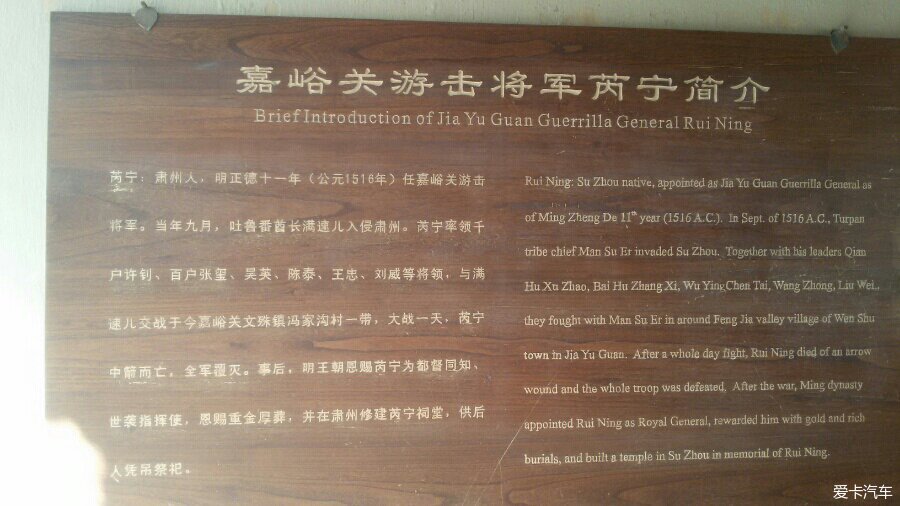 嘉峪关游击将军芮宁简介
Brief Introduction of Jia Yu Guan Guerrilla General Rui Ning
芮宁：肃州人，明正德十一年（公元1516年）任嘉峪关游击
将军。当年九月，吐鲁番酋长满速儿入侵肃州。芮宁率领千
户许钊、百户张玺、吴英、陈泰、王忠、刘威等将领，与满
速儿交战于今嘉峪关文殊镇冯家沟村一带，大战一天，芮宁
中箭而亡，全军覆灭。事后，明王朝恩赐芮宁为都督同知、
世袭指挥使，恩赐重金厚葬，并在肃州修建芮宁祠堂，供后
人凭吊祭祀。
Rui Ning: Su Zhou native, appointed as Jia Yu Guan Guerrilla General as
of Ming Zheng De 11th year (1516 A.C.). In Sept. of 1516 A.C., Turpan
tribe chief Man Su Er invaded Su Zhou. Together with his leaders Qian
Hu Xu Zhao, Bai Hu Zhang Xi, Wu Ying Chen Tai, Wang Zhong, Liu Wei.,
they fought with Man Su Er in around Feng Jia valley village of Wen Shu
town in Jia Yu Guan. After a whole day fight, Rui Ning died of an arrow
wound and the whole troop was defeated. After the war, Ming dynasty
appointed Rui Ning as Royal General, rewarded him with gold and rich
burials, and built a temple in Su Zhou in memorial of Rui Ning.
爱卡汽车